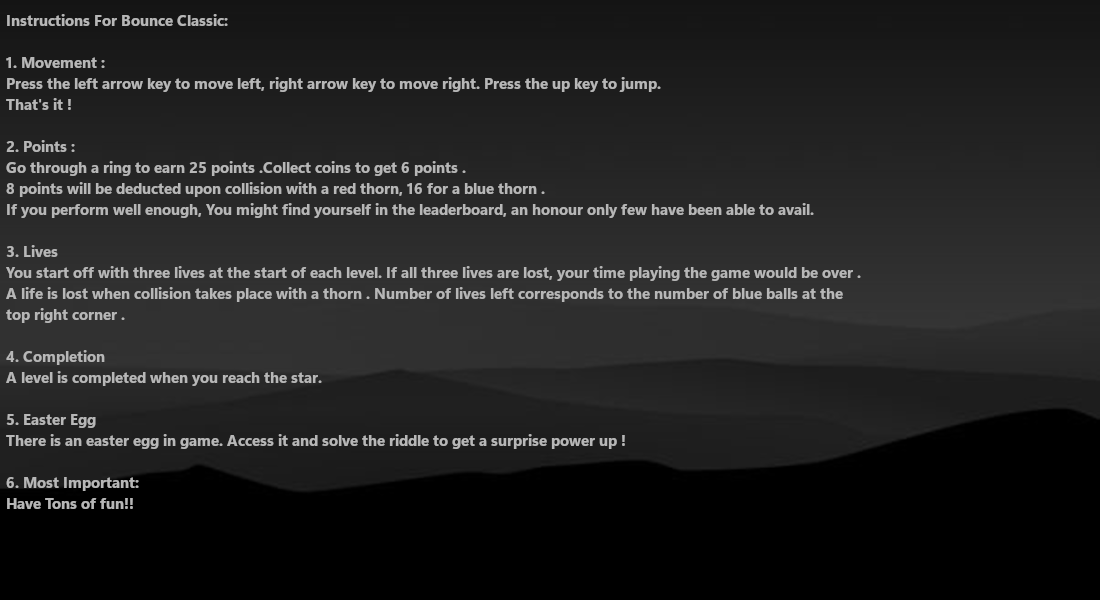 Instructions For Bounce Classic:
1. Movement :
Press the left arrow key to move left, right arrow key to move right. Press the up key to jump.
That's it !
2. Points :
Go through a ring to earn 25 points .Collect coins to get 6 points .
8 points will be deducted upon collision with a red thorn, 16 for a blue thorn .
If you perform well enough, You might find yourself in the leaderboard, an honour only few have been able to avail.
3. Lives
You start off with three lives at the start of each level. If all three lives are lost, your time playing the game would be over .
A life is lost when collision takes place with a thorn . Number of lives left corresponds to the number of blue balls at the
top right corner .
4. Completion
A level is completed when you reach the star.
5. Easter Egg
There is an easter egg in game. Access it and solve the riddle to get a surprise power up !
6. Most Important:
Have Tons of fun!!